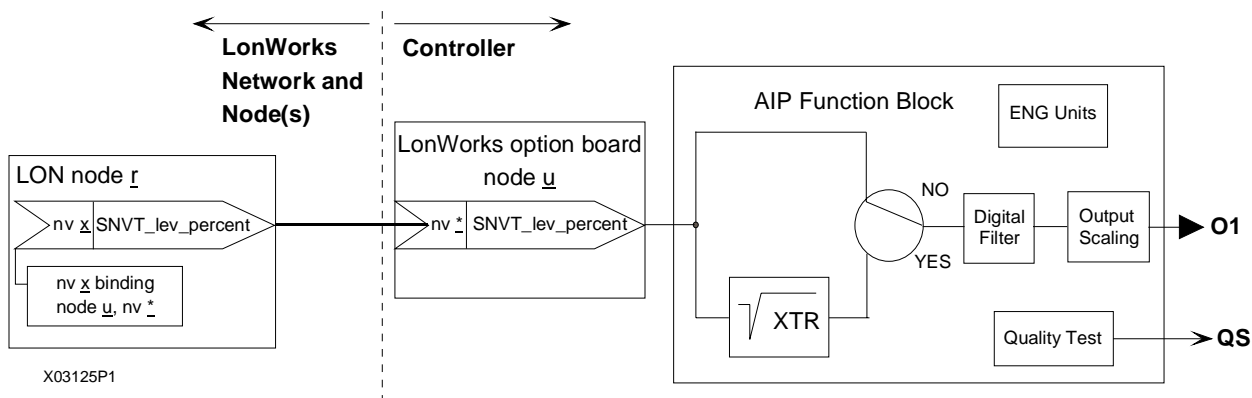 LonWorks
Network and
Node(s)
Controller
LON node r
nv x SNVT_lev_percent
nv x binding
node u, nv *
LonWorks option board
node u
nv * SNVT_lev_percent
AIP Function Block
ENG Units
NO
YES
XTR
Digital
Filter
Output
Scaling
O1
Quality Test
QS
X03125P1